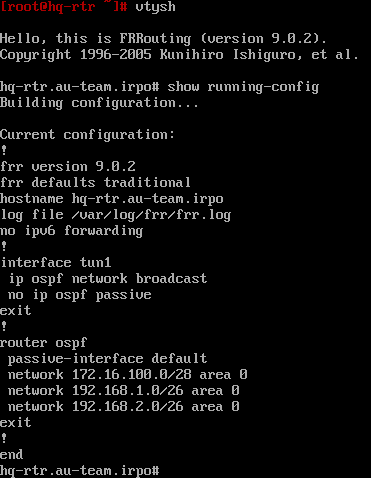 [root@hq-rtr ~]# vtysh
Hello, this is FRRouting (version 9.0.2).
Copyright 1996-2005 Kunihiro Ishiguro, et al.
hq-rtr.au-team.irpo# show running-config
Building configuration...
Current configuration:
!
frr version 9.0.2
frr defaults traditional
hostname hq-rtr.au-team.irpo
log file /var/log/frr/frr.log
no ipv6 forwarding
!
interface tun1
 ip ospf network broadcast
 no ip ospf passive
exit
!
router ospf
 passive-interface default
 network 172.16.100.0/28 area 0
 network 192.168.1.0/26 area 0
 network 192.168.2.0/26 area 0
exit
!
end
hq-rtr.au-team.irpo#